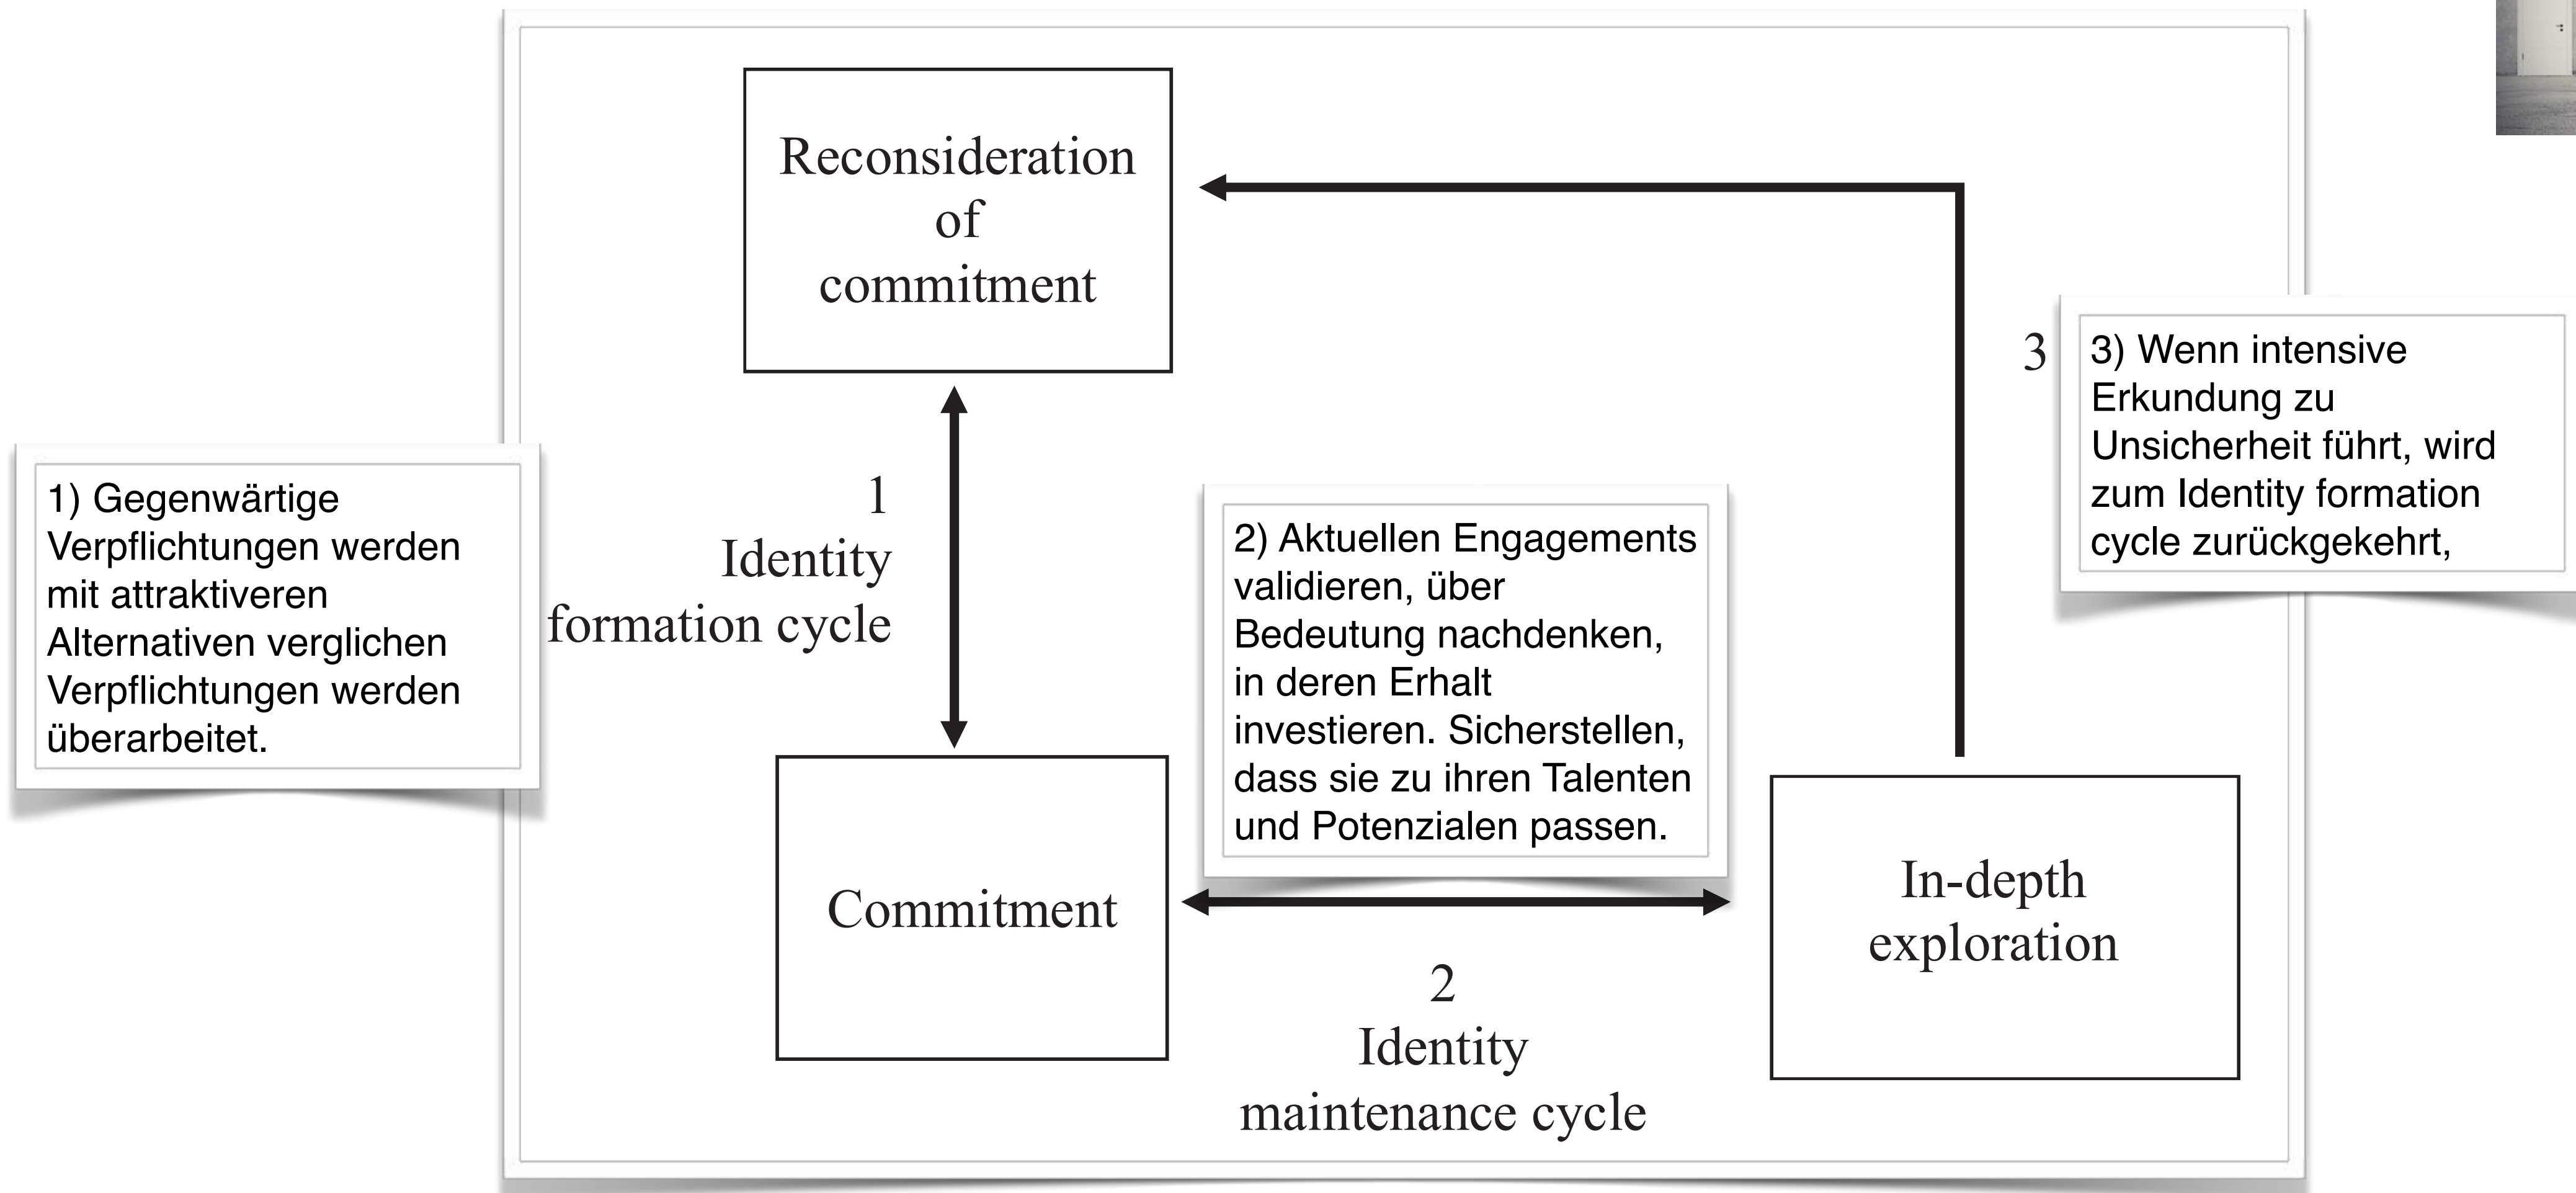 Reconsideration
of
commitment
3
3) Wenn intensive
Erkundung zu
Unsicherheit führt, wird
zum Identity formation
cycle zurückgekehrt,
1) Gegenwärtige
Verpflichtungen werden
mit attraktiveren
Alternativen verglichen
Verpflichtungen werden
überarbeitet.
1
Identity
formation cycle
2) Aktuellen Engagements
validieren, über
Bedeutung nachdenken,
in deren Erhalt
investieren. Sicherstellen,
dass sie zu ihren Talenten
und Potenzialen passen.
Commitment
In-depth
exploration
2
Identity
maintenance cycle